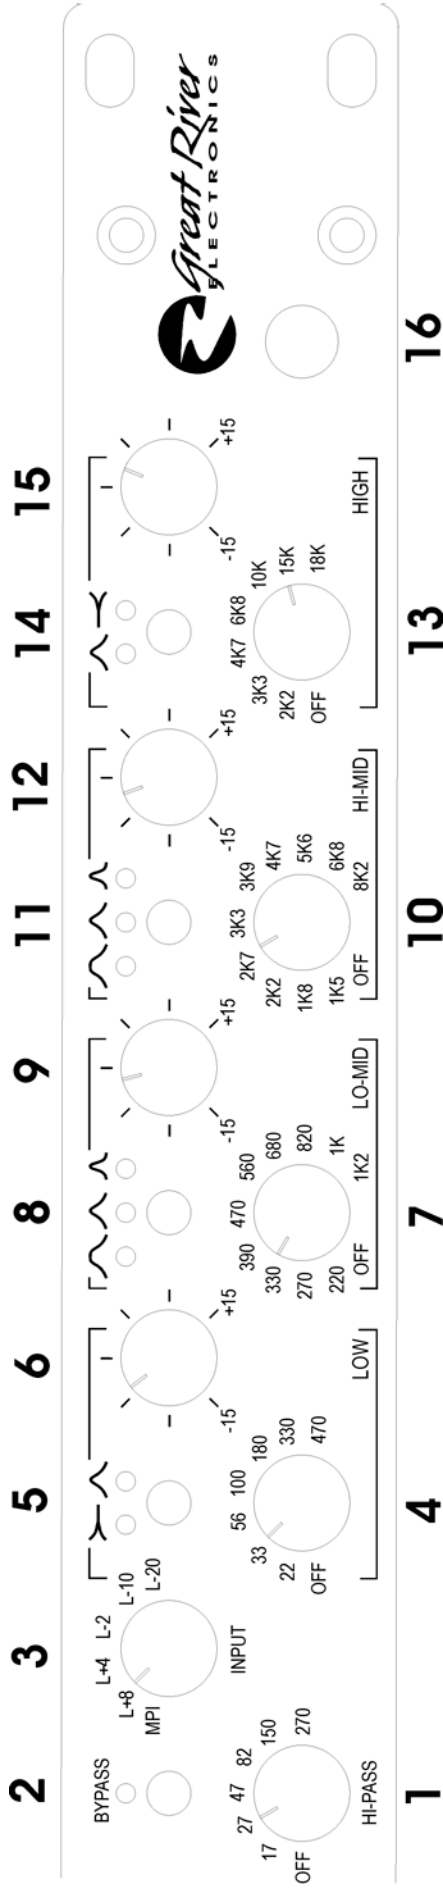 2
3
5
6
8
9
11
12
14
15
BYPASS
MPI
L+8
L+4
L-2
L-10
L-20
INPUT
OFF
17
27
47
82
150
270
HI-PASS
-15
+15
OFF
22
33
56
100
180
330
470
LOW
-15
+15
OFF
220
270
330
390
470
560
680
820
1K
1K2
LO-MID
-15
+15
OFF
1K5
1K8
2K2
2K7
3K3
3K9
4K7
5K6
6K8
8K2
HI-MID
-15
+15
OFF
2K2
3K3
4K7
6K8
10K
15K
18K
HIGH
Great River
ELECTRONICS
1
4
7
10
13
16